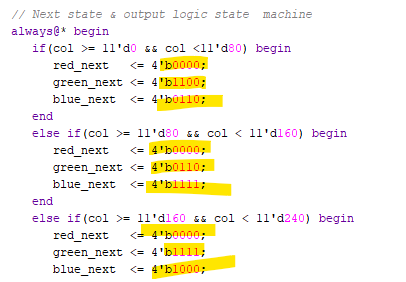 // Next state & output logic state machine
always@* begin
if(col >= 11'd0 && col <11'd80) begin
red_next <= 4'b0000;
green_next <= 4'b1100;
blue_next <= 4'b0110;
end
else if(col >= 11'd80 && col < 11'd160) begin
red_next <= 4'b0000;
green_next <= 4'b0110;
blue_next <= 4'b1111;
end
else if(col >= 11'd160 && col < 11'd240) begin
red_next <= 4'b0000;
green_next <= 4'b1111;
blue_next <= 4'b1000;